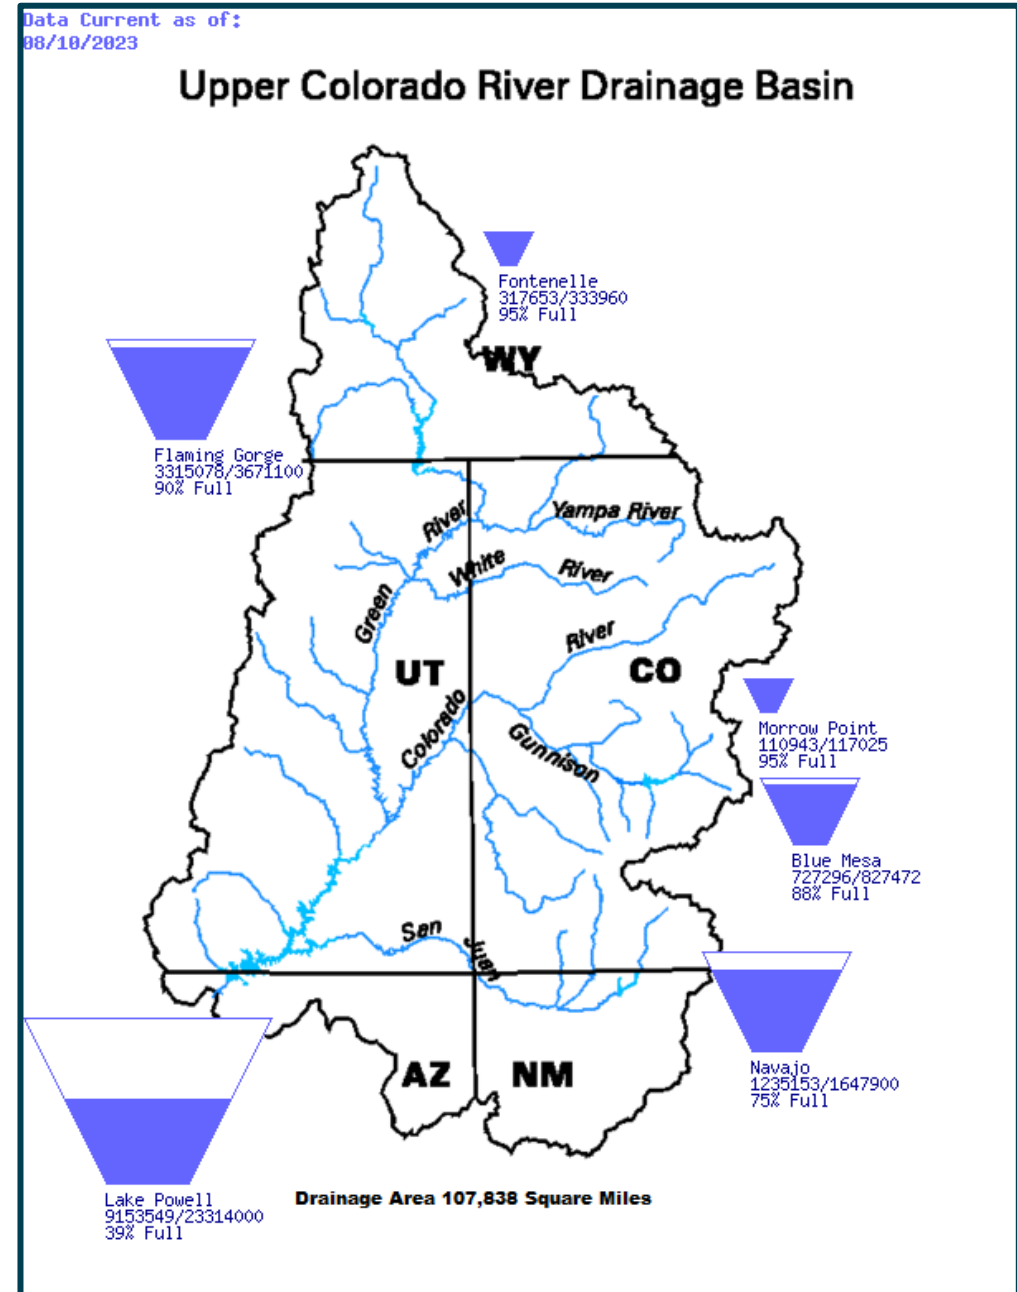 Data Current as of:
08/10/2023
Upper Colorado River Drainage Basin
Fontenelle
317653/333960
95% Full
WY
Flaming Gorge
3315078/3671100
90% Full
River
Yampa River
White
River
Green
River
UT
CO
Colorado
Gunnison
Morrow Point
110943/117025
95% Full
Blue Mesa
727296/827472
88% Full
San
Juan
Navajo
1235153/1647900
75% Full
AZ
NM
Lake Powell
9153549/23314000
39% Full
Drainage Area 107,838 Square Miles